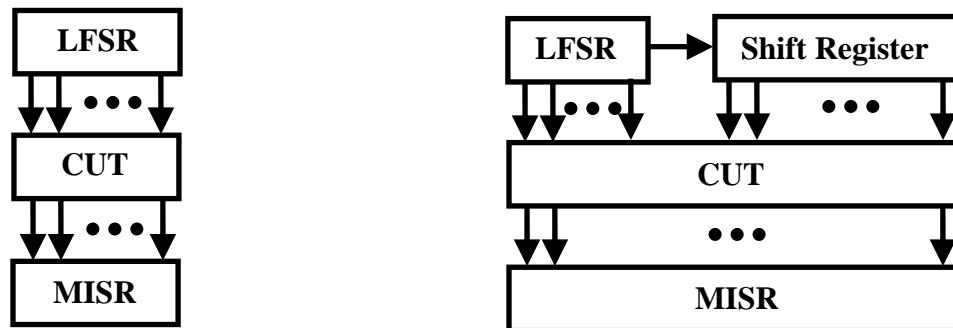 LFSR
CUT
MISR
LFSR
Shift Register
CUT
MISR